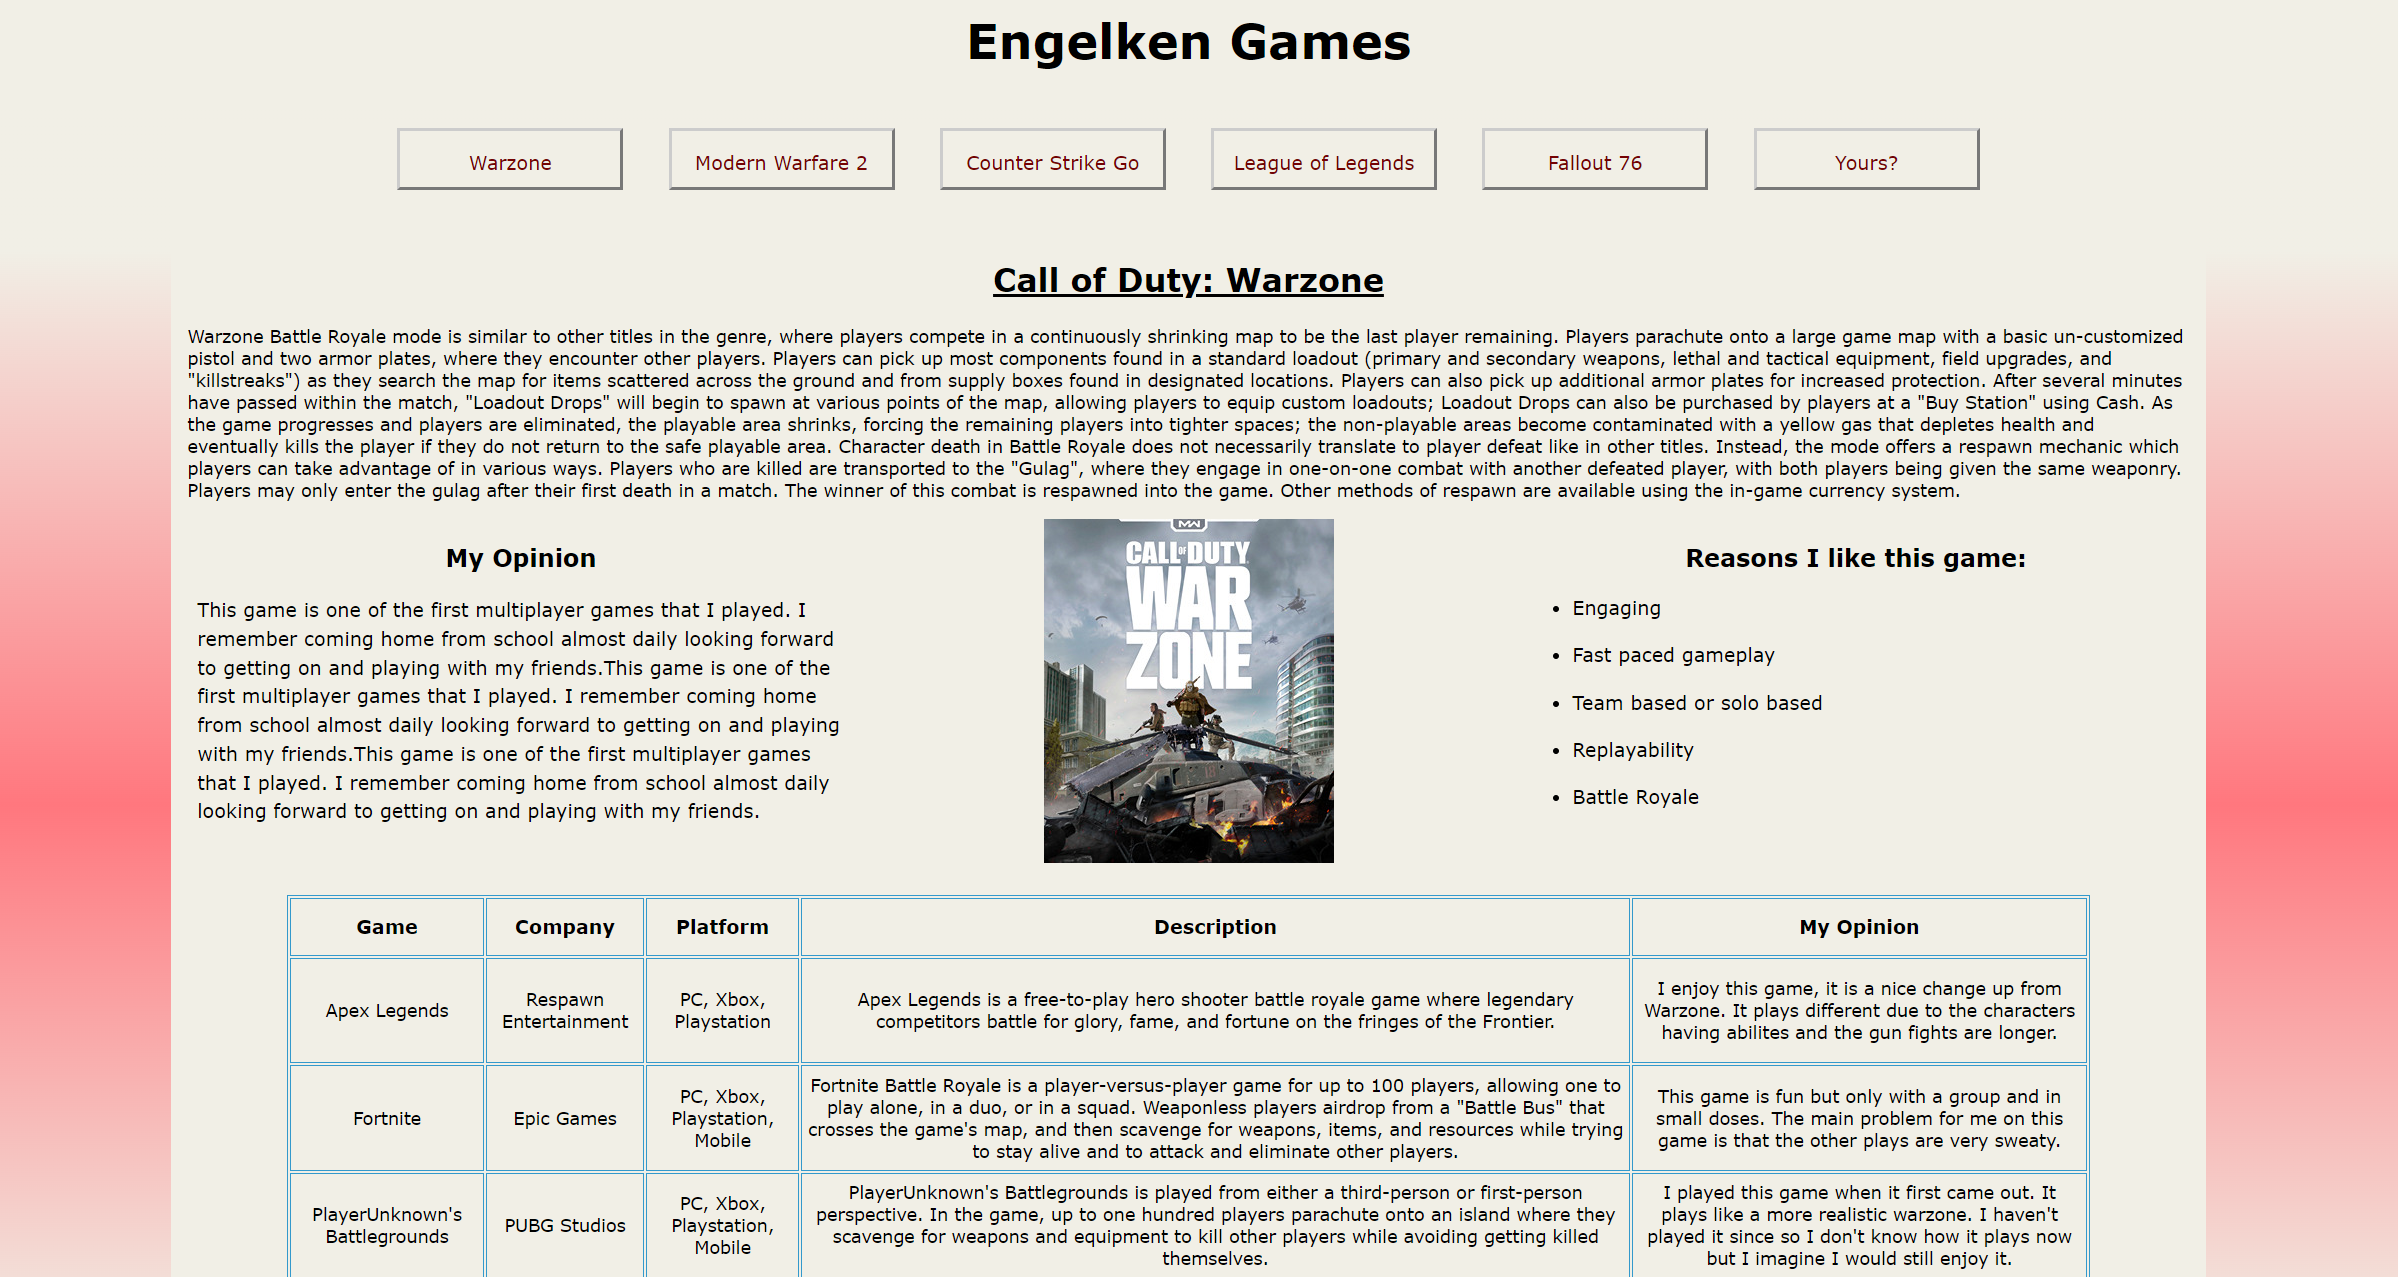 Engelken Games
Warzone
Modern Warfare 2
Counter Strike Go
League of Legends
Fallout 76
Yours?
Call of Duty: Warzone
Warzone Battle Royale mode is similar to other titles in the genre, where players compete in a continuously shrinking map to be the last player remaining. Players parachute onto a large game map with a basic un-customized
pistol and two armor plates, where they encounter other players. Players can pick up most components found in a standard loadout (primary and secondary weapons, lethal and tactical equipment, field upgrades, and
"killstreaks") as they search the map for items scattered across the ground and from supply boxes found in designated locations. Players can also pick up additional armor plates for increased protection. After several minutes
have passed within the match, "Loadout Drops" will begin to spawn at various points of the map, allowing players to equip custom loadouts; Loadout Drops can also be purchased by players at a "Buy Station" using Cash. As
the game progresses and players are eliminated, the playable area shrinks, forcing the remaining players into tighter spaces; the non-playable areas become contaminated with a yellow gas that depletes health and
eventually kills the player if they do not return to the safe playable area. Character death in Battle Royale does not necessarily translate to player defeat like in other titles. Instead, the mode offers a respawn mechanic which
players can take advantage of in various ways. Players who are killed are transported to the "Gulag", where they engage in one-on-one combat with another defeated player, with both players being given the same weaponry.
Players may only enter the gulag after their first death in a match. The winner of this combat is respawned into the game. Other methods of respawn are available using the in-game currency system.
My Opinion
This game is one of the first multiplayer games that I played. I
remember coming home from school almost daily looking forward
to getting on and playing with my friends.This game is one of the
first multiplayer games that I played. I remember coming home
from school almost daily looking forward to getting on and playing
with my friends.This game is one of the first multiplayer games
that I played. I remember coming home from school almost daily
looking forward to getting on and playing with my friends.
MW
CALL OF DUTY
WAR
ZONE
Reasons I like this game:
• Engaging
• Fast paced gameplay
• Team based or solo based
• Replayability
• Battle Royale
Game
Company
Platform
Description
My Opinion
Apex Legends
Respawn
Entertainment
PC, Xbox,
Playstation
Apex Legends is a free-to-play hero shooter battle royale game where legendary
competitors battle for glory, fame, and fortune on the fringes of the Frontier.
I enjoy this game, it is a nice change up from
Warzone. It plays different due to the characters
having abilites and the gun fights are longer.
Fortnite
Epic Games
PC, Xbox,
Playstation,
Mobile
Fortnite Battle Royale is a player-versus-player game for up to 100 players, allowing one to
play alone, in a duo, or in a squad. Weaponless players airdrop from a "Battle Bus" that
crosses the game's map, and then scavenge for weapons, items, and resources while trying
to stay alive and to attack and eliminate other players.
This game is fun but only with a group and in
small doses. The main problem for me on this
game is that the other plays are very sweaty.
PlayerUnknown's
Battlegrounds
PUBG Studios
PC, Xbox,
Playstation,
Mobile
PlayerUnknown's Battlegrounds is played from either a third-person or first-person
perspective. In the game, up to one hundred players parachute onto an island where they
scavenge for weapons and equipment to kill other players while avoiding getting killed
themselves.
I played this game when it first came out. It
plays like a more realistic warzone. I haven't
played it since so I don't know how it plays now
but I imagine I would still enjoy it.